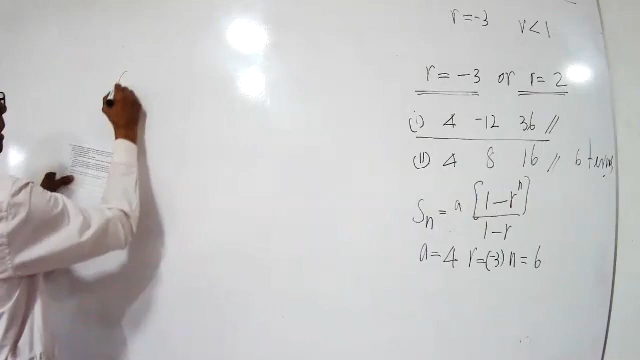 r = -3 r < 1
r = -3 or r = 2
(i) 4 -12 36 //
(ii) 4 8 16 // 6 terms
Sn = a [1 - r^n] / 1 - r
a = 4 r = (-3) n = 6